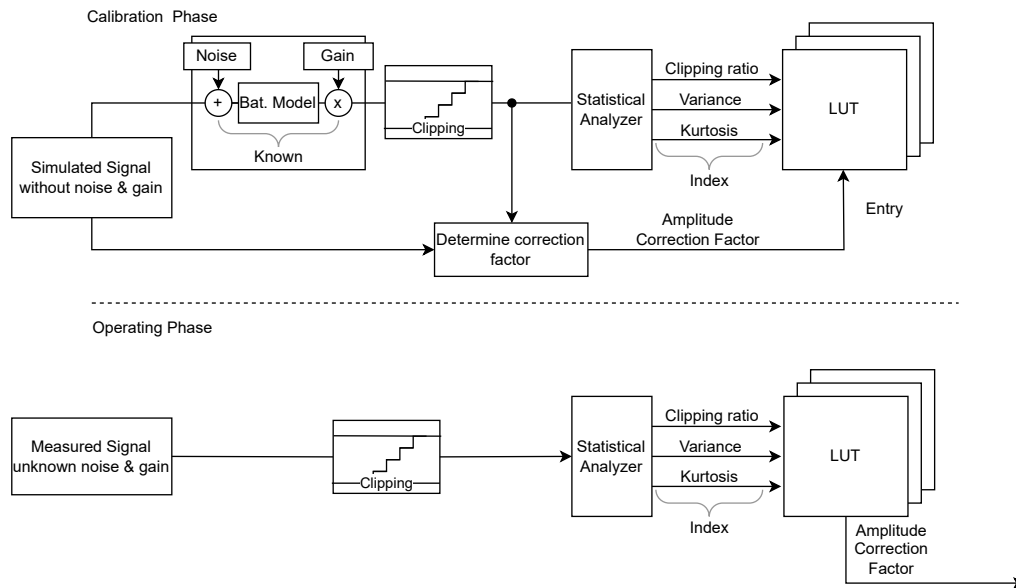 Calibration Phase
Noise
Gain
+
Bat. Model
x
Known
Clipping
Simulated Signal
without noise & gain
Statistical
Analyzer
Clipping ratio
Variance
Kurtosis
Index
LUT
Determine correction
factor
Amplitude
Correction Factor
Entry
Operating Phase
Measured Signal
unknown noise & gain
Clipping
Statistical
Analyzer
Clipping ratio
Variance
Kurtosis
Index
LUT
Amplitude
Correction
Factor